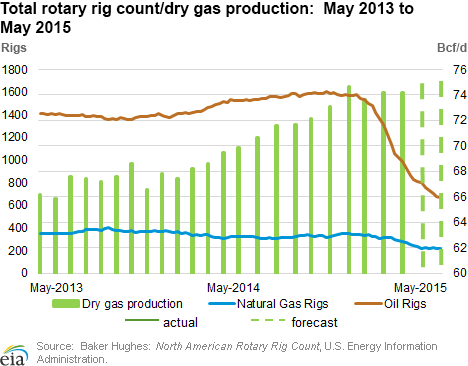 Total rotary rig count/dry gas production:  May 2013 to
May 2015
Rigs Bcf/d
1800 76
1600 74
1400 72
1200 70
1000
800 68
600 66
400 64
200 62
0 60
May-2013 May-2014 May-2015
Dry gas production Natural Gas Rigs Oil Rigs
actual forecast
eia Source:  Baker Hughes: North American Rotary Rig Count, U.S. Energy Information
Administration.